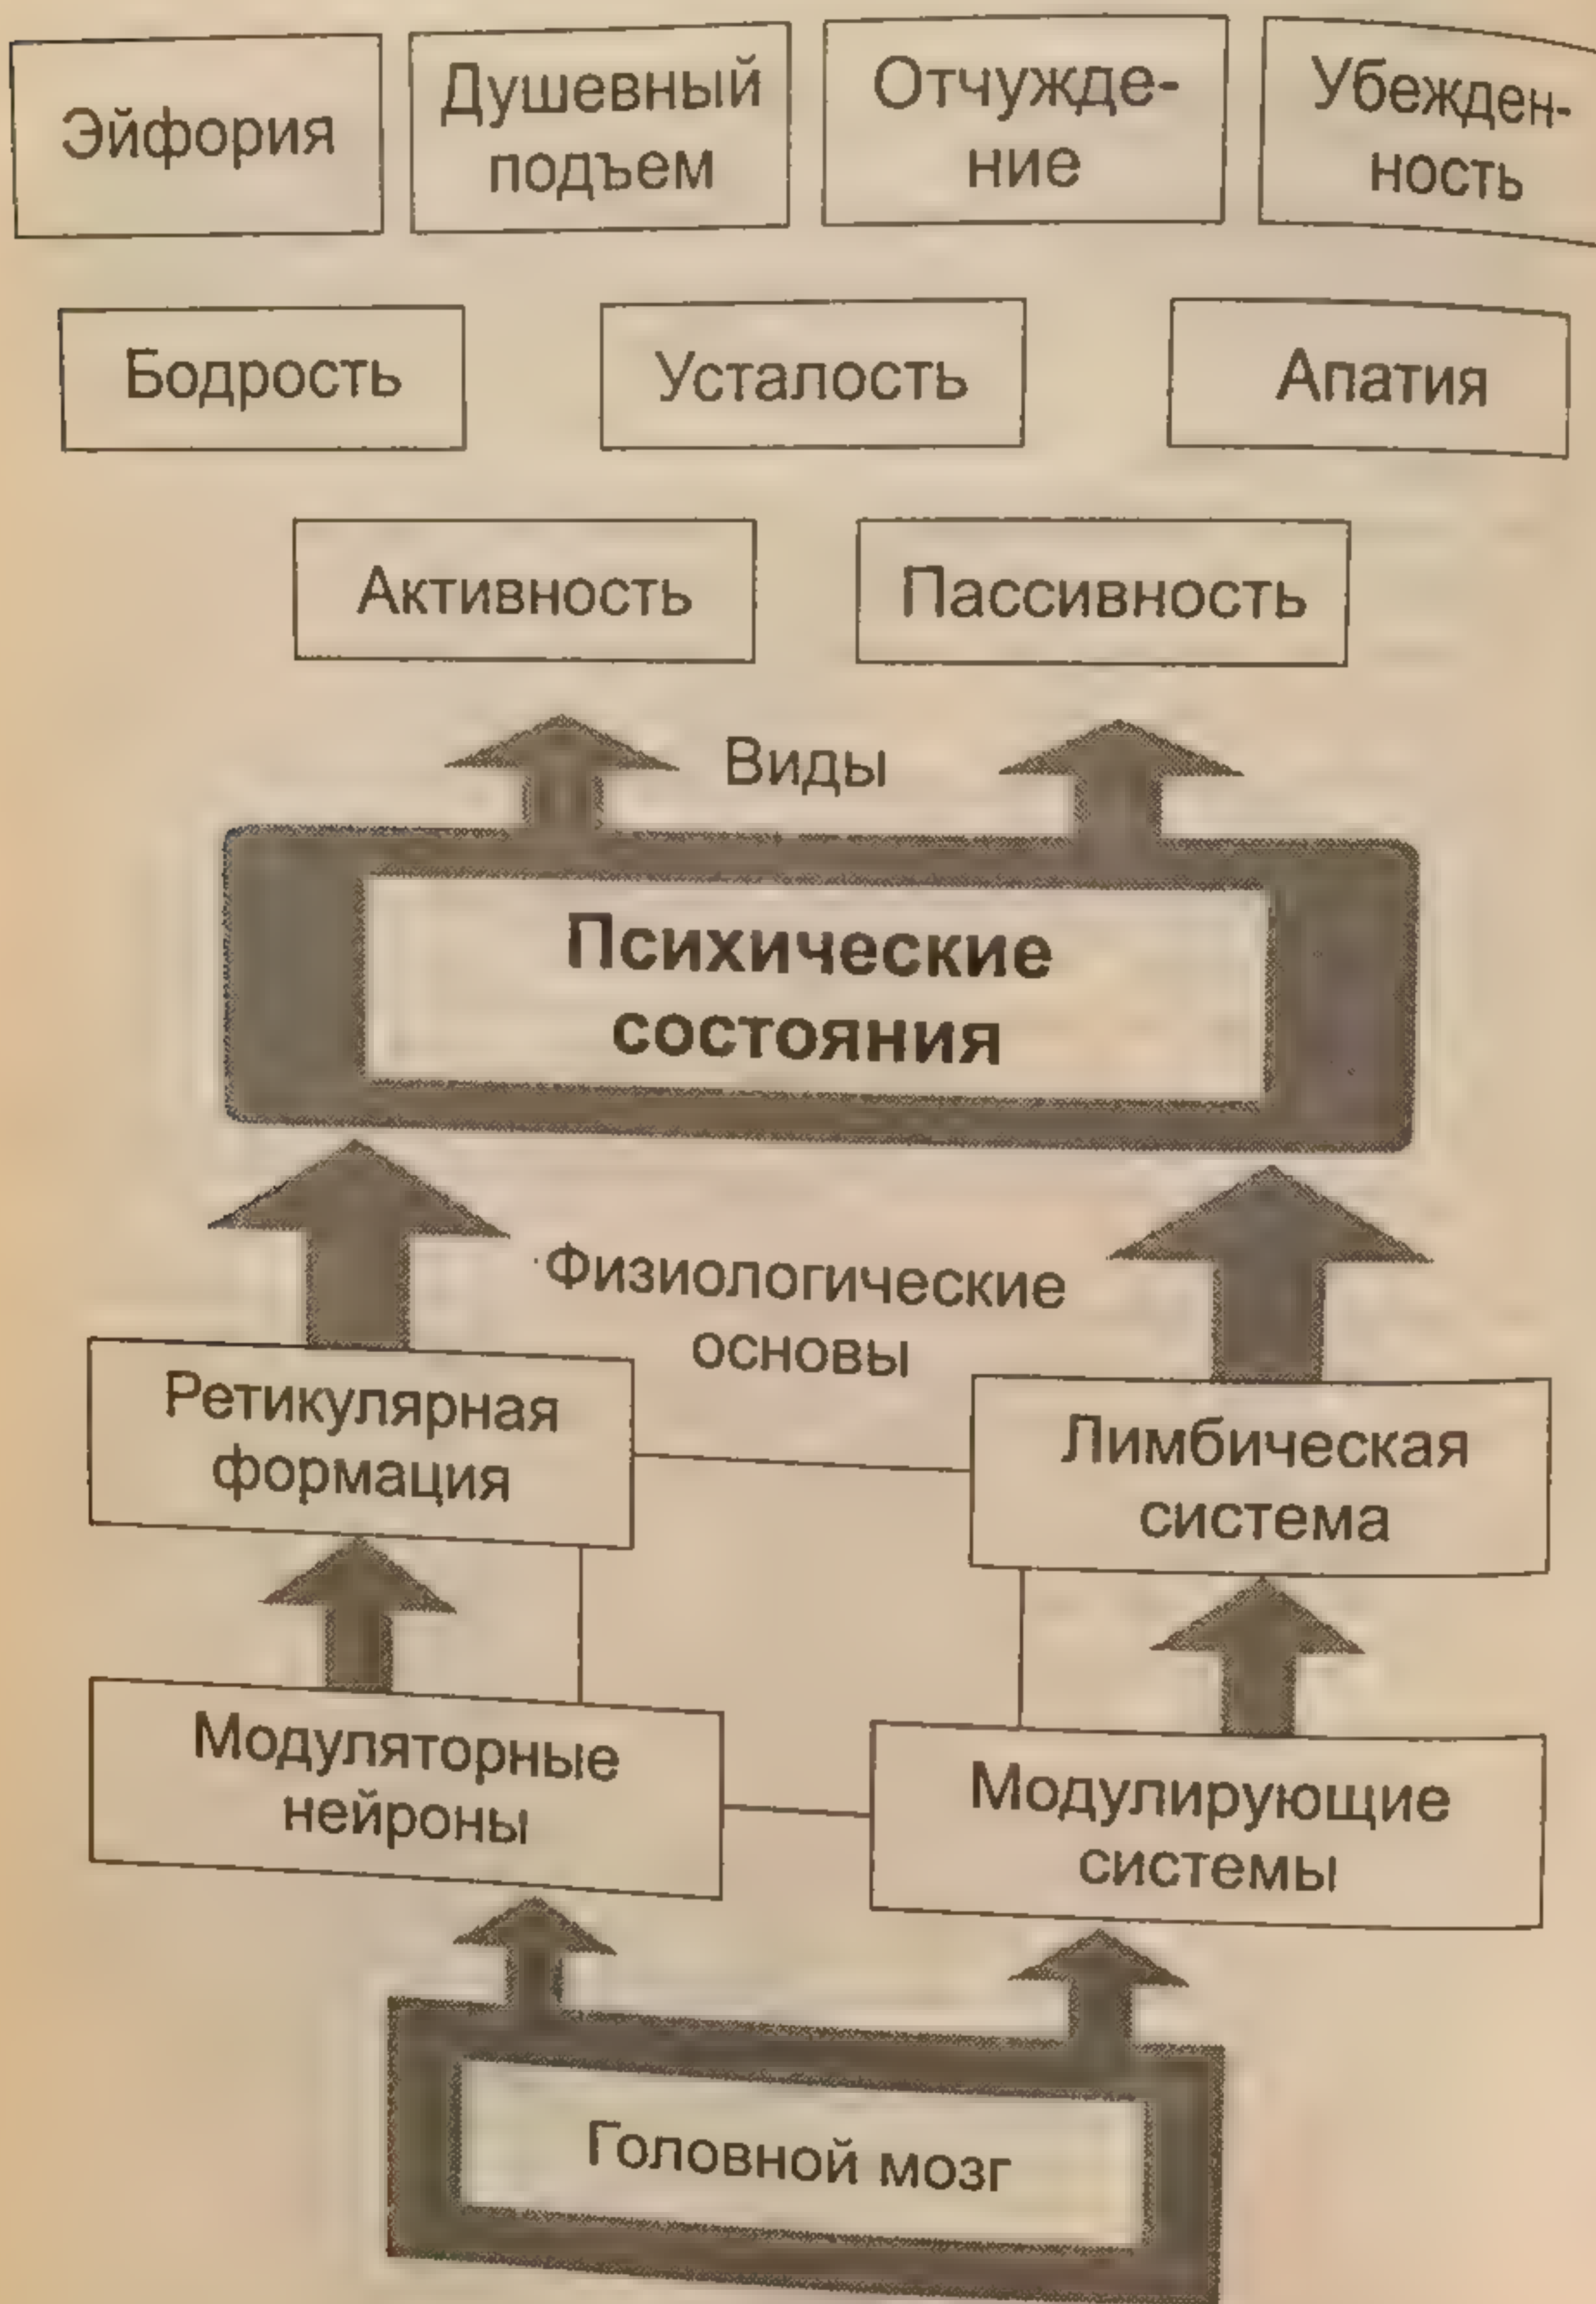 Эйфория
Душевный
подъем
Отчужде-
ние
Убежден-
ность
Бодрость
Усталость
Апатия
Активность
Пассивность
Виды
Психические
состояния
Физиологические
основы
Ретикулярная
формация
Лимбическая
система
Модуляторные
нейроны
Модулирующие
системы
Головной мозг